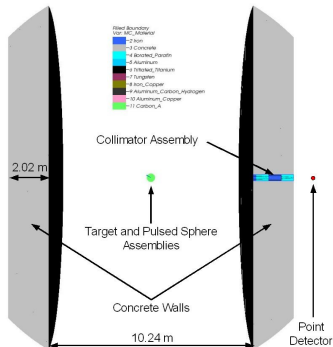 Filled Boundary
Var: MC_Material
2 Iron
3 Concrete
4 Borated_Parafin
5 Aluminum
6 Tritiated_Titanium
7 Tungsten
8 Iron_Copper
9 Aluminum_Carbon_Hydrogen
10 Aluminum_Copper
11 Carbon_A
Collimator Assembly
2.02 m
Target and Pulsed Sphere
Assemblies
Concrete Walls
10.24 m
Point
Detector